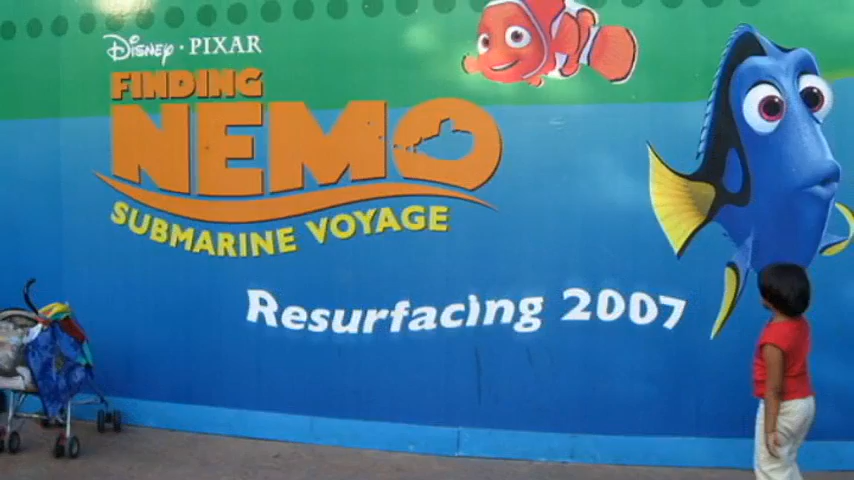 Disney · PIXAR
FINDING
NEMO
SUBMARINE VOYAGE
Resurfacing 2007